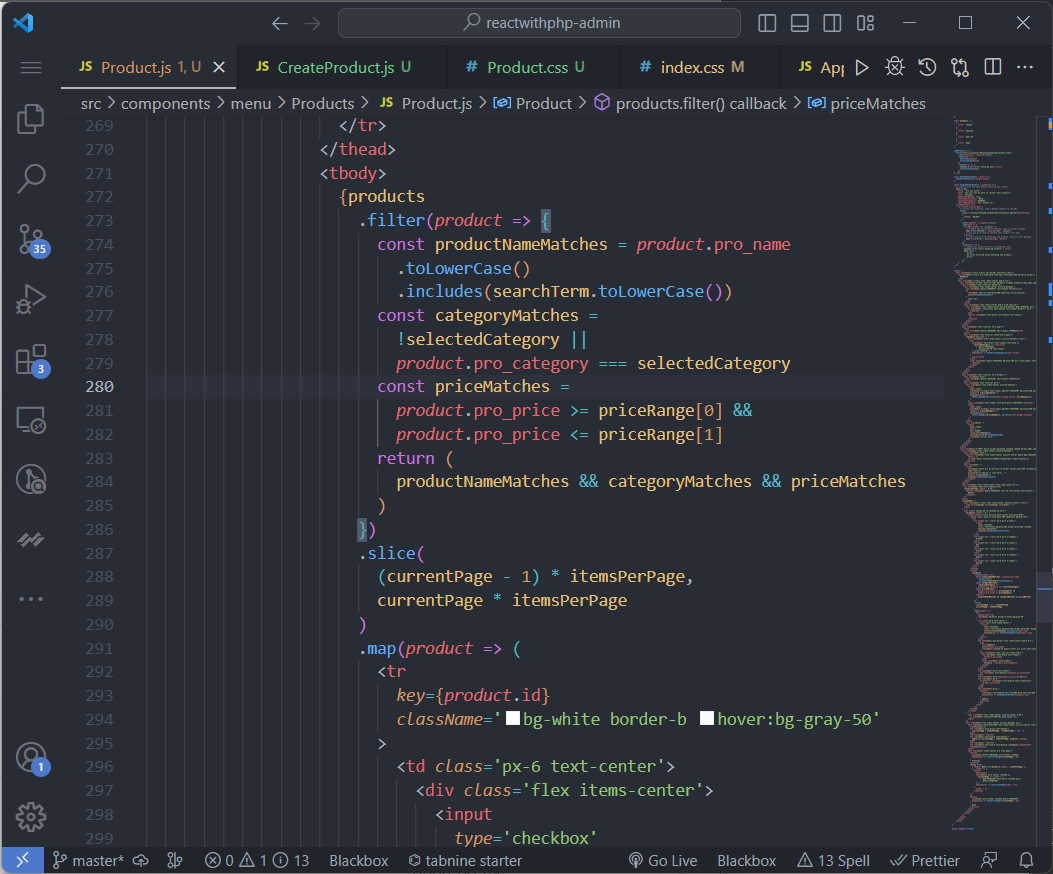 reactwithphp-admin
JS Product.js 1, U
JS CreateProduct.js U
# Product.css U
# index.css M
JS App
src > components > menu > Products > JS Product.js > Product > products.filter() callback > priceMatches
269 </tr>
270 </thead>
271 <tbody>
272 {products
273 .filter(product => {
274 const productNameMatches = product.pro_name
275 .toLowerCase()
276 .includes(searchTerm.toLowerCase())
277 const categoryMatches =
278 !selectedCategory ||
279 product.pro_category === selectedCategory
280 const priceMatches =
281 product.pro_price >= priceRange[0] &&
282 product.pro_price <= priceRange[1]
283 return (
284 productNameMatches && categoryMatches && priceMatches
285 )
286 })
287 .slice(
288 (currentPage - 1) * itemsPerPage,
289 currentPage * itemsPerPage
290 )
291 .map(product => (
292 <tr
293 key={product.id}
294 className='bg-white border-b hover:bg-gray-50'
295 >
296 <td class='px-6 text-center'>
297 <div class='flex items-center'>
298 <input
299 type='checkbox'
35
3
1
master* 0 1 13 Blackbox tabnine starter Go Live Blackbox 13 Spell Prettier